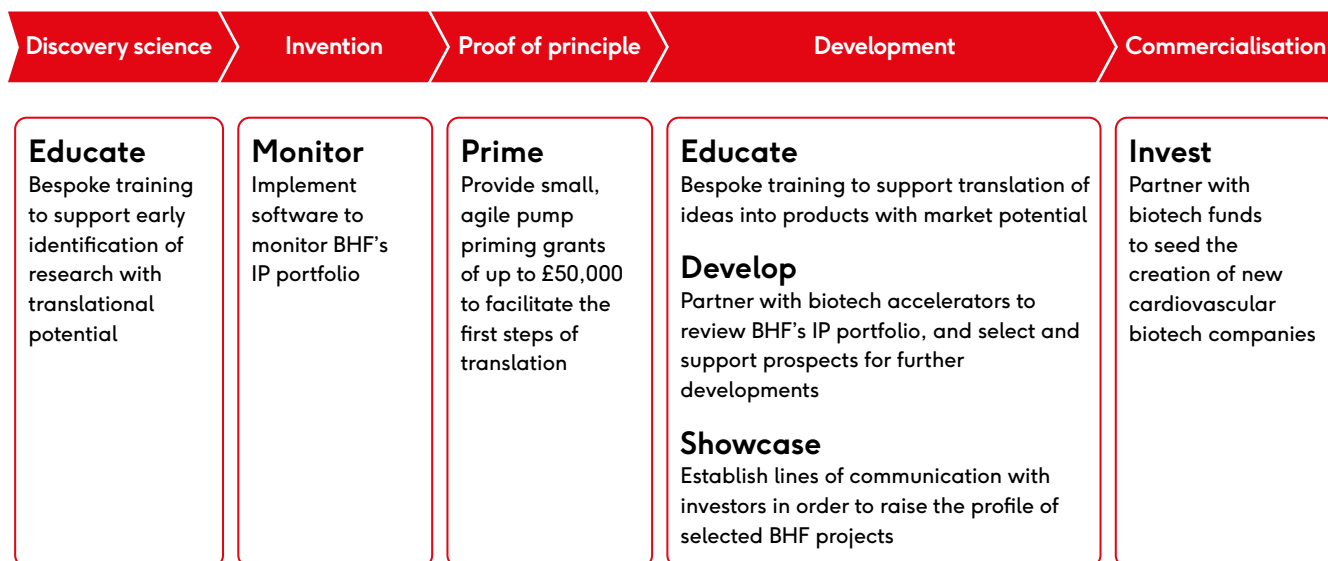 Discovery science
Invention
Proof of principle
Development
Commercialisation
Educate
Bespoke training
to support early
identification of
research with
translational
potential
Monitor
Implement
software to
monitor BHF's
IP portfolio
Prime
Provide small,
agile pump
priming grants
of up to £50,000
to facilitate the
first steps of
translation
Educate
Bespoke training to support translation of
ideas into products with market potential
Develop
Partner with biotech accelerators to
review BHF's IP portfolio, and select and
support prospects for further
developments
Showcase
Establish lines of communication with
investors in order to raise the profile of
selected BHF projects
Invest
Partner with
biotech funds
to seed the
creation of new
cardiovascular
biotech companies